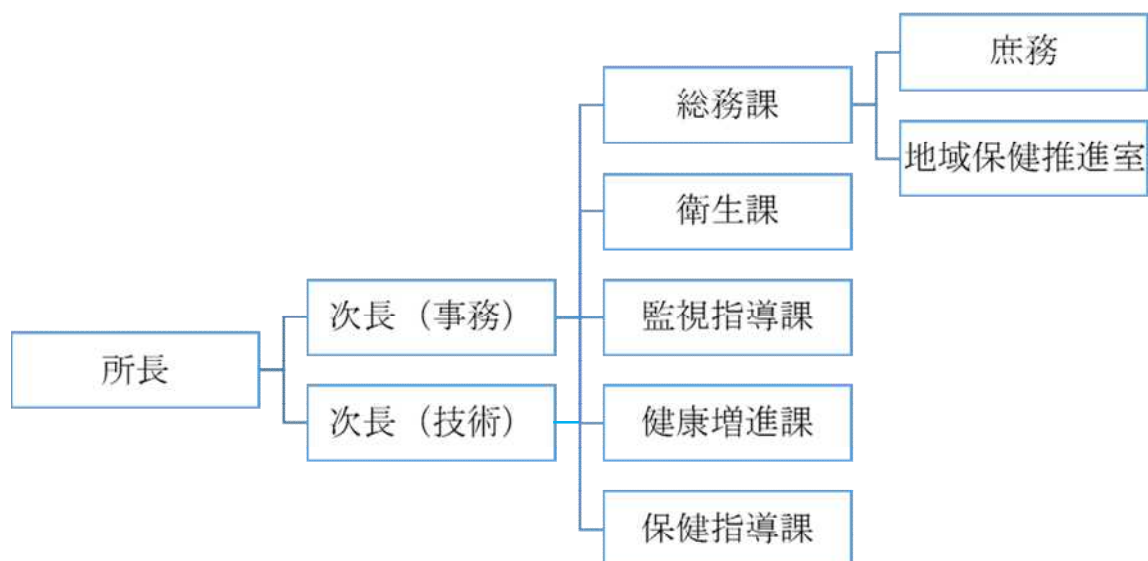 所長
次長（事務）
次長（技術）
総務課
衛生課
監視指導課
健康増進課
保健指導課
庶務
地域保健推進室